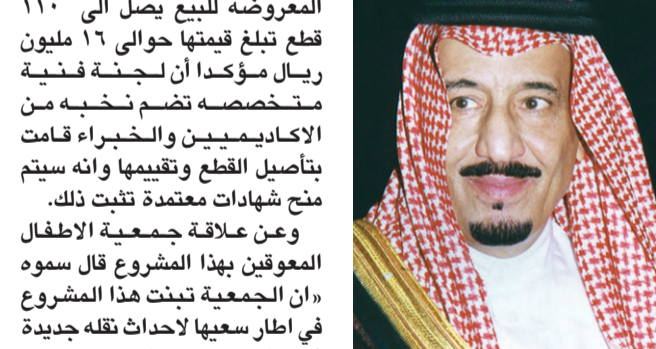 المعروضه للبيع يصل الى ١١٠
قطع تبلغ قيمتها حوالى ١٦ مليون
ريال مؤكدا أن لجنة فنية
متخصصه تضم نخبه من
الاكاديميين والخبراء قامت
بتأصيل القطع وتقييمها وانه سيتم
منح شهادات معتمدة تثبت ذلك.
وعن علاقة جمعية الاطفال
المعوقين بهذا المشروع قال سموه
«ان الجمعية تبنت هذا المشروع
في اطار سعيها لاحداث نقله جديدة